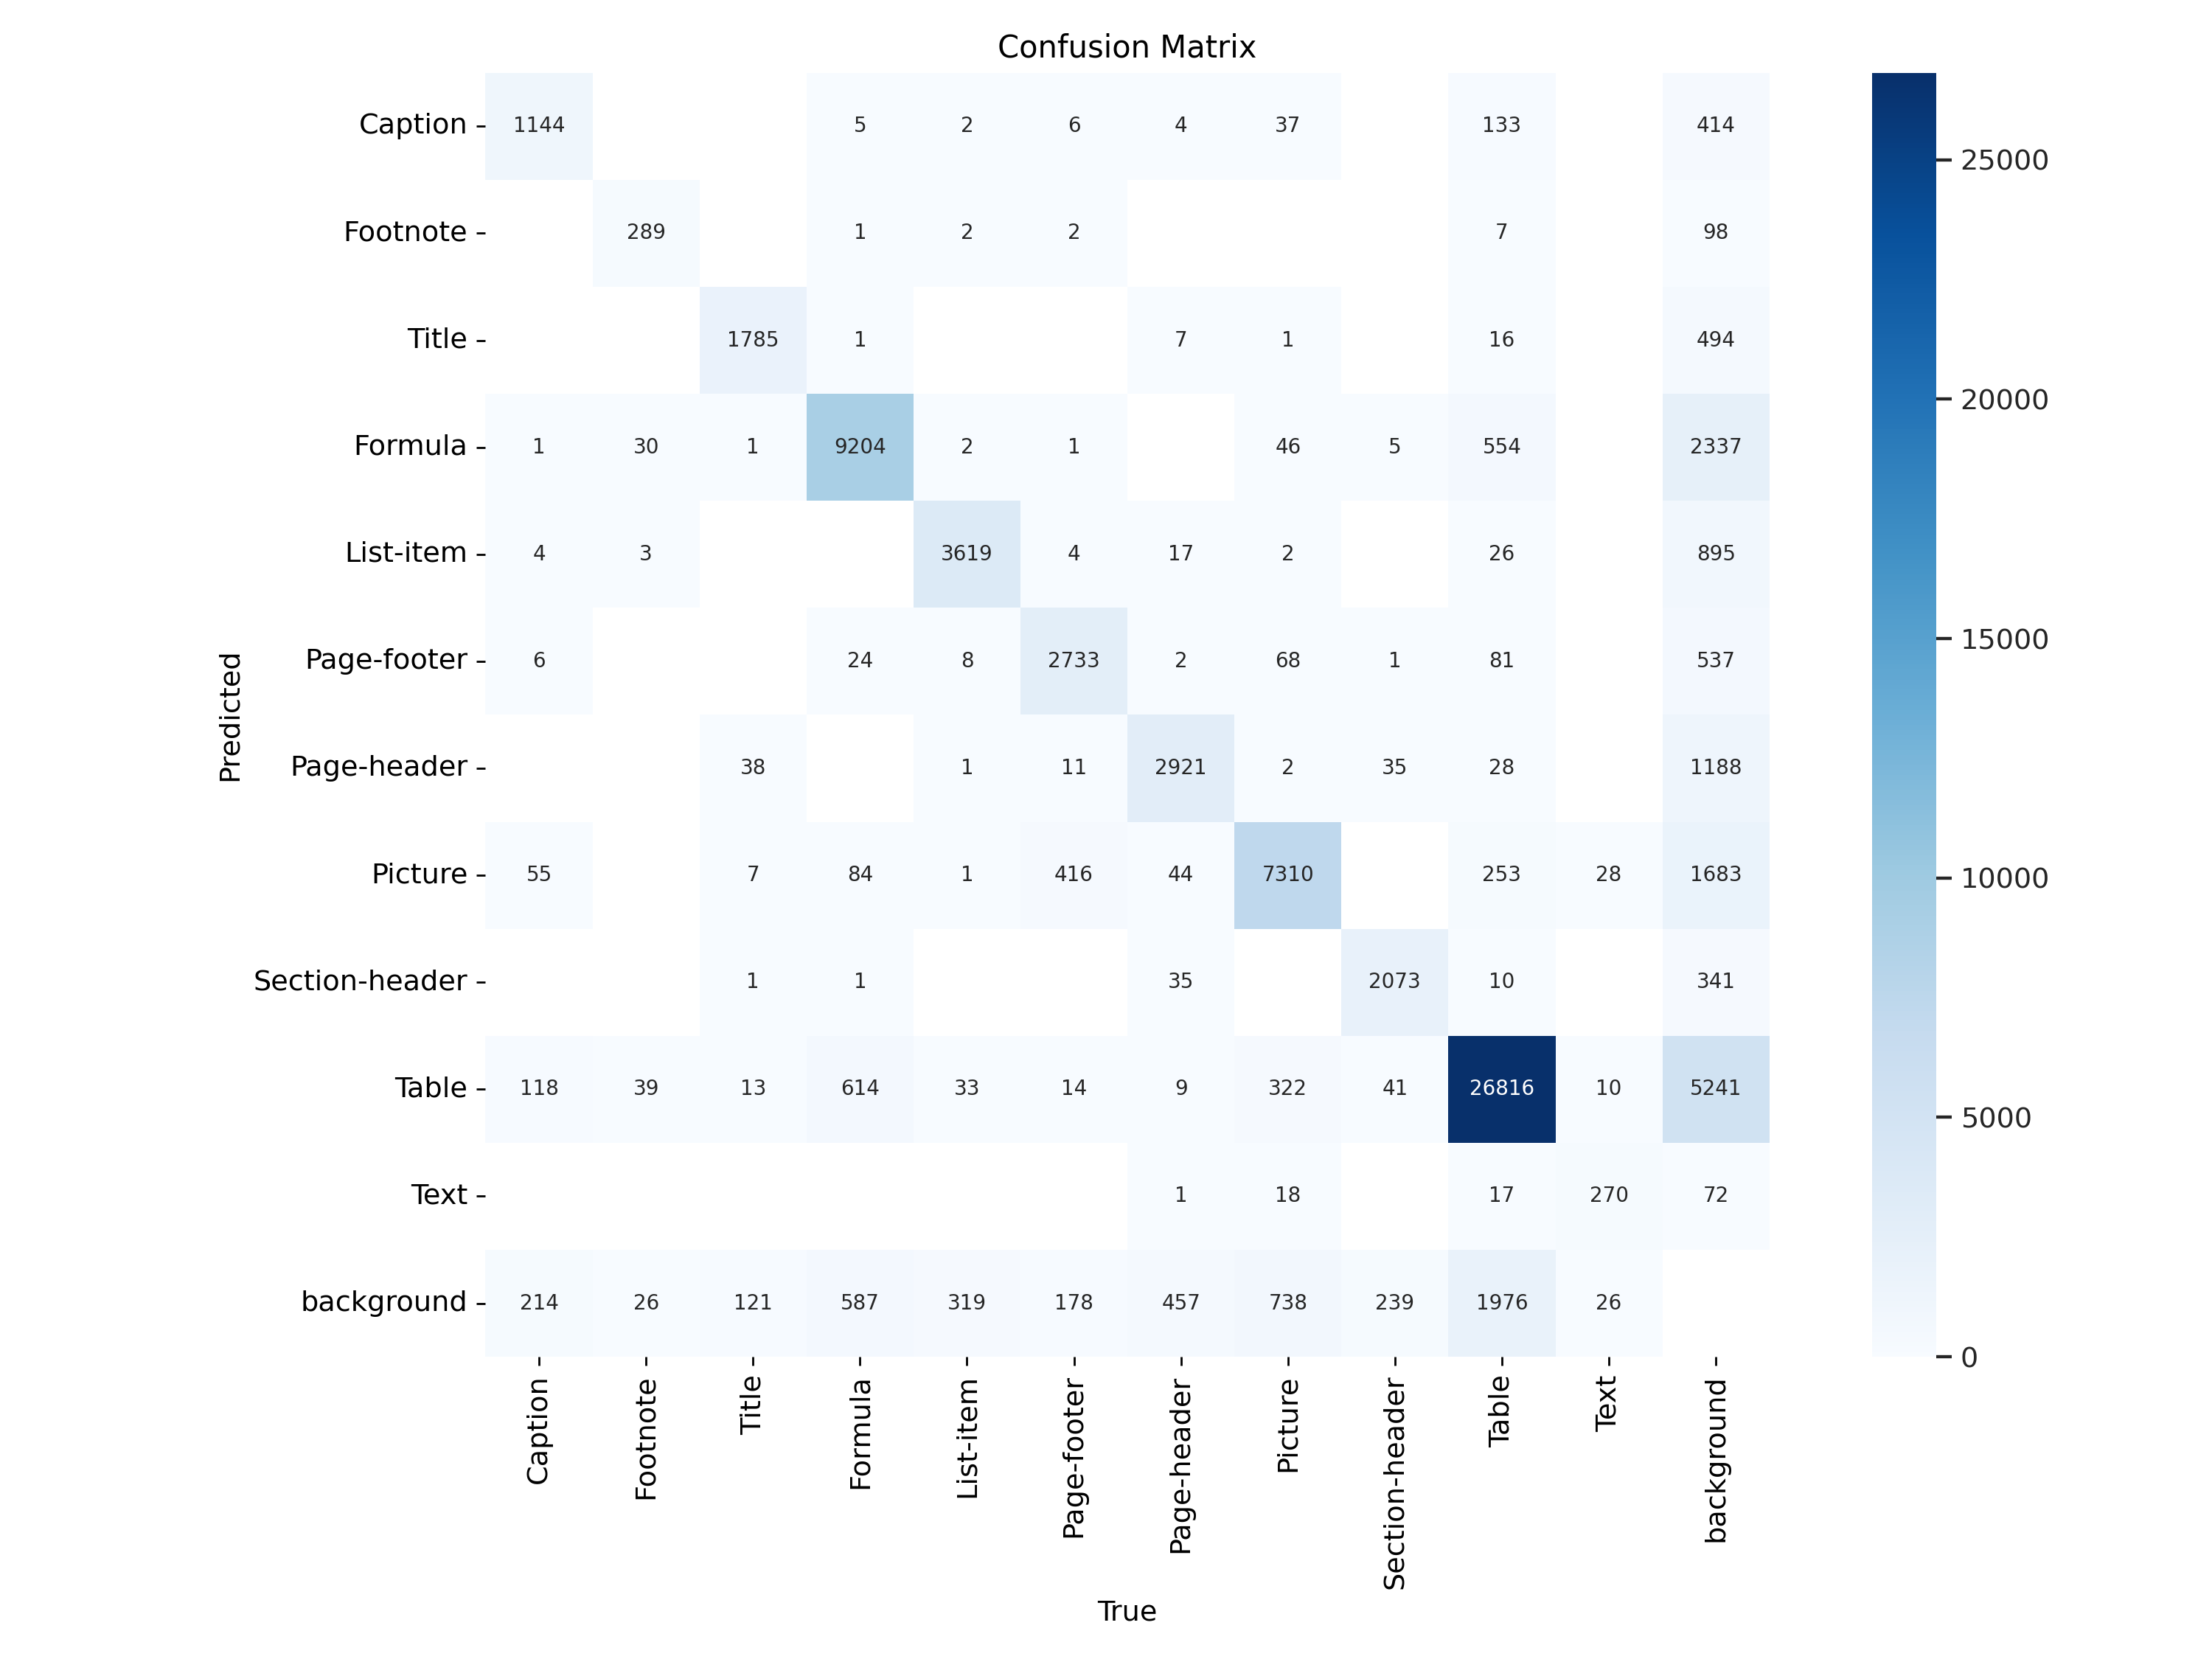 Confusion Matrix
Caption 1144 5 2 6 4 37 133 414
Footnote 289 1 2 2 7 98
Title 1785 1 7 1 16 494
Formula 1 30 1 9204 2 1 46 5 554 2337
List-item 4 3 3619 4 17 2 26 895
Page-footer 6 24 8 2733 2 68 1 81 537
Page-header 38 1 11 2921 2 35 28 1188
Picture 55 7 84 1 416 44 7310 253 28 1683
Section-header 1 1 35 2073 10 341
Table 118 39 13 614 33 14 9 322 41 26816 10 5241
Text 1 18 17 270 72
background 214 26 121 587 319 178 457 738 239 1976 26
Predicted
Caption Footnote Title Formula List-item Page-footer Page-header Picture Section-header Table Text background
True
25000
20000
15000
10000
5000
0